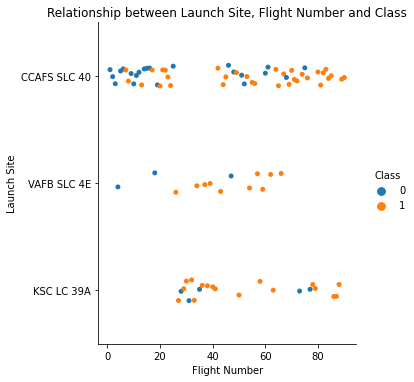 Relationship between Launch Site, Flight Number and Class
CCAFS SLC 40
VAFB SLC 4E
KSC LC 39A
Launch Site
0 20 40 60 80
Flight Number
Class
0
1